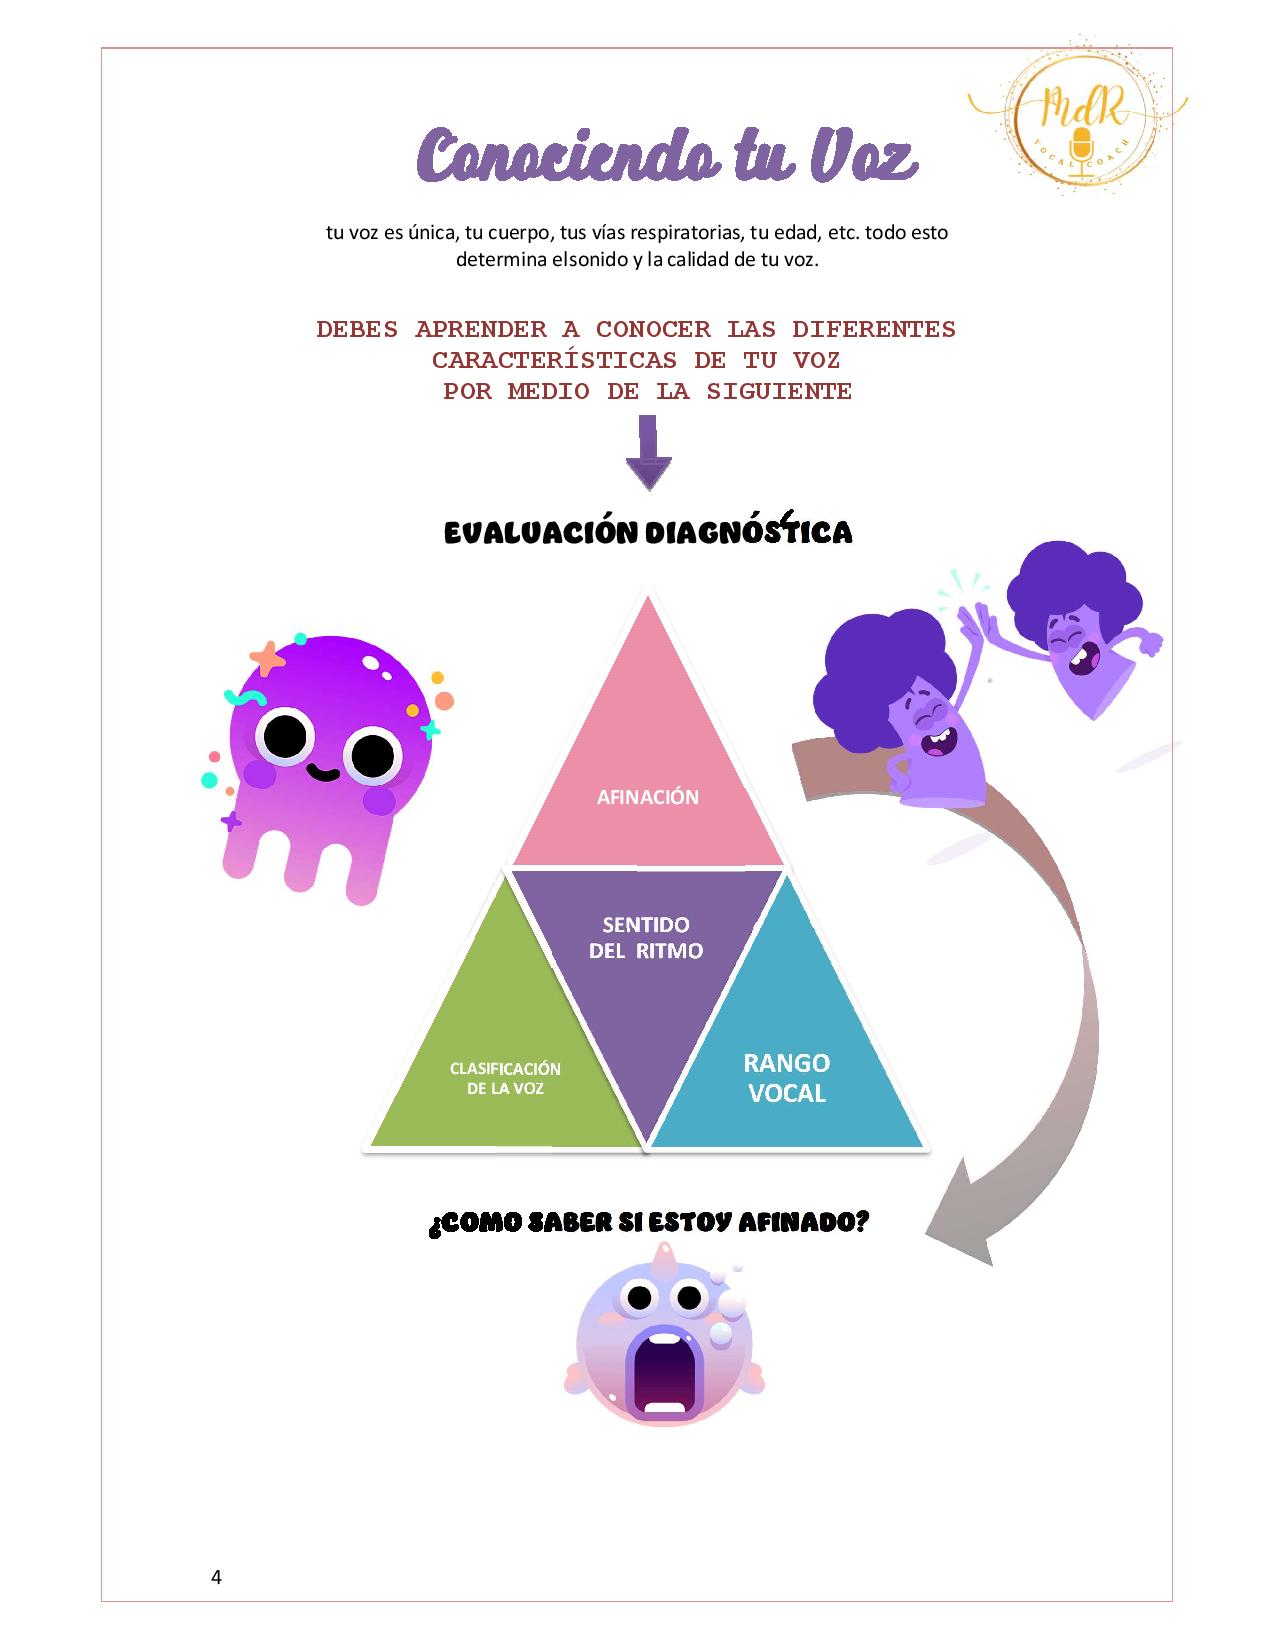 MdR
VOCAL COACH
Conociendo tu Voz
tu voz es única, tu cuerpo, tus vías respiratorias, tu edad, etc. todo esto
determina elsonido y la calidad de tu voz.
DEBES APRENDER A CONOCER LAS DIFERENTES
CARACTERÍSTICAS DE TU VOZ
POR MEDIO DE LA SIGUIENTE
EVALUACIÓN DIAGNÓSTICA
AFINACIÓN
SENTIDO
DEL RITMO
CLASIFICACIÓN
DE LA VOZ
RANGO
VOCAL
¿COMO SABER SI ESTOY AFINADO?
4